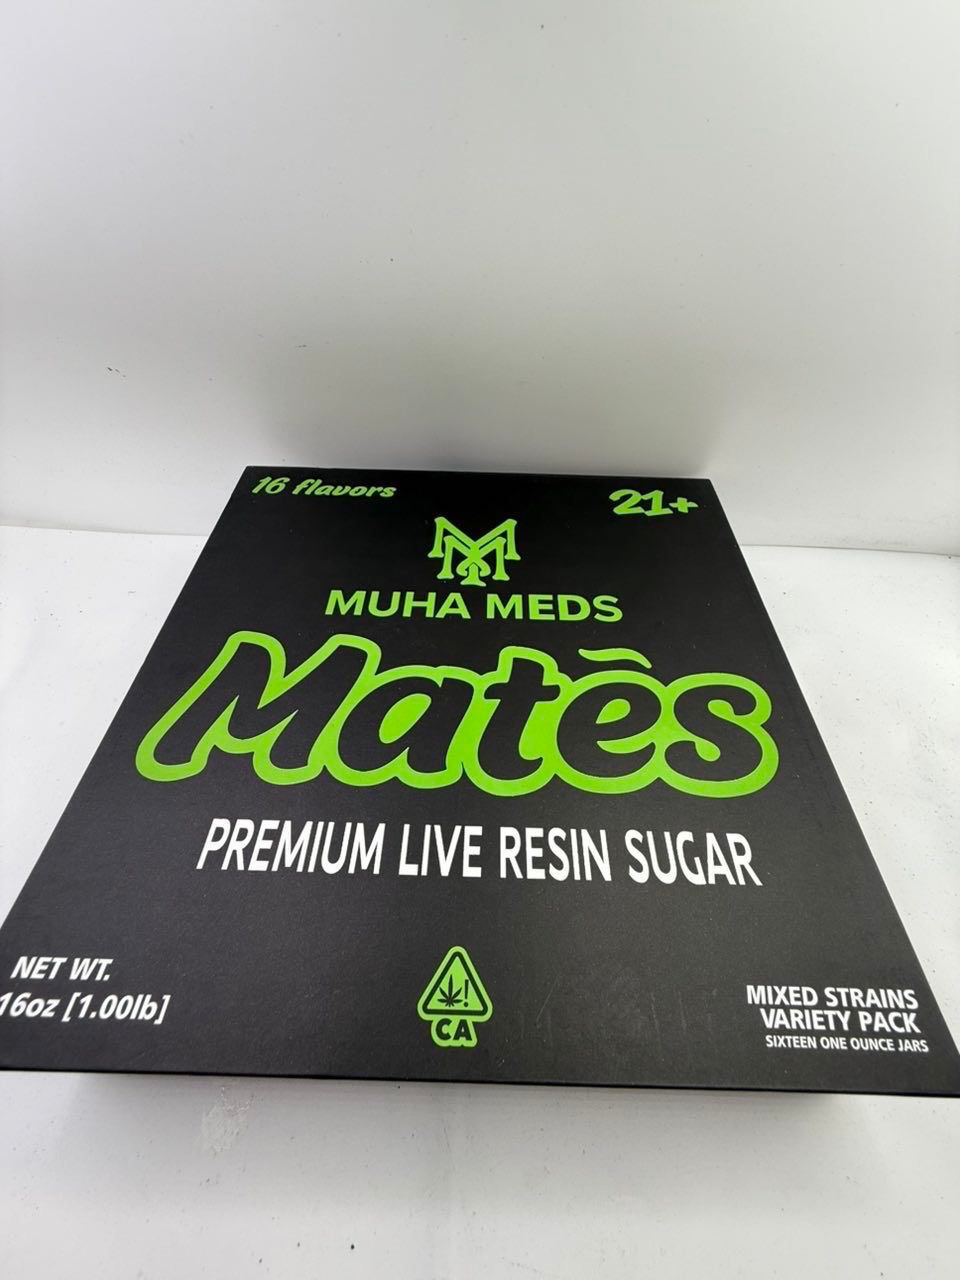 16 flavors
21+
MUHA MEDS
Matēs
PREMIUM LIVE RESIN SUGAR
NET WT.
16oz [1.00lb]
CA
MIXED STRAINS
VARIETY PACK
SIXTEEN ONE OUNCE JARS